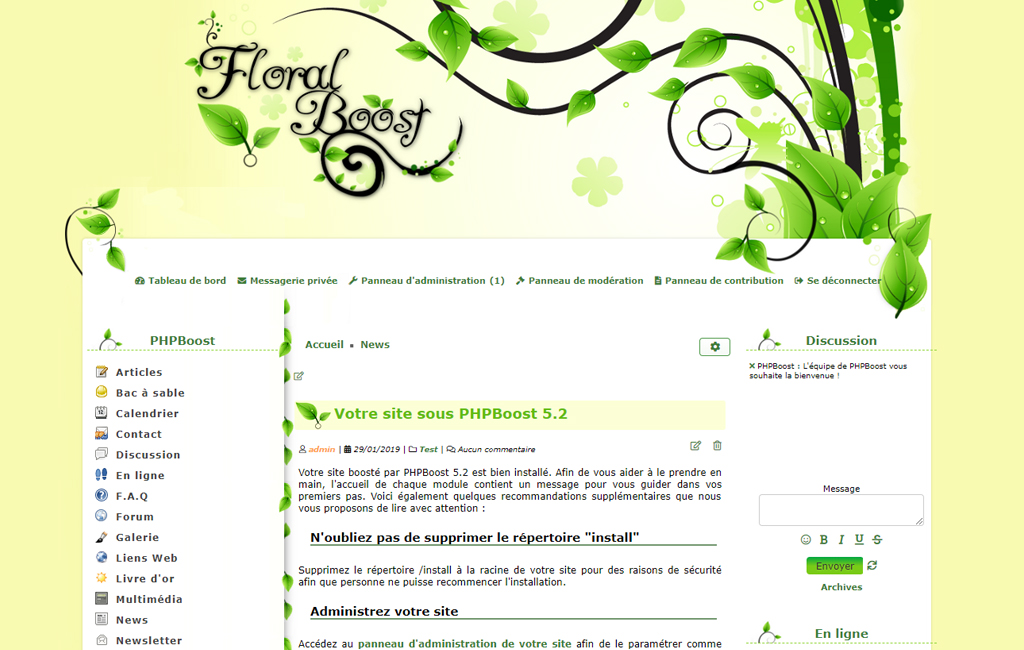 Floral
Boost
Tableau de bord Messagerie privée Panneau d'administration (1) Panneau de modération Panneau de contribution Se déconnecter
PHPBoost
Articles
Bac à sable
Calendrier
Contact
Discussion
En ligne
F.A.Q
Forum
Galerie
Liens Web
Livre d'or
Multimédia
News
Newsletter
Accueil ▪ News
Votre site sous PHPBoost 5.2
admin | 29/01/2019 | Test | Aucun commentaire
Votre site boosté par PHPBoost 5.2 est bien installé. Afin de vous aider à le prendre en
main, l'accueil de chaque module contient un message pour vous guider dans vos
premiers pas. Voici également quelques recommandations supplémentaires que nous
vous proposons de lire avec attention :
N'oubliez pas de supprimer le répertoire "install"
Supprimez le répertoire /install à la racine de votre site pour des raisons de sécurité
afin que personne ne puisse recommencer l'installation.
Administrez votre site
Accédez au panneau d'administration de votre site afin de le paramétrer comme
Discussion
PHPBoost : L'équipe de PHPBoost vous
souhaite la bienvenue !
Message
B I U S
Envoyer
Archives
En ligne